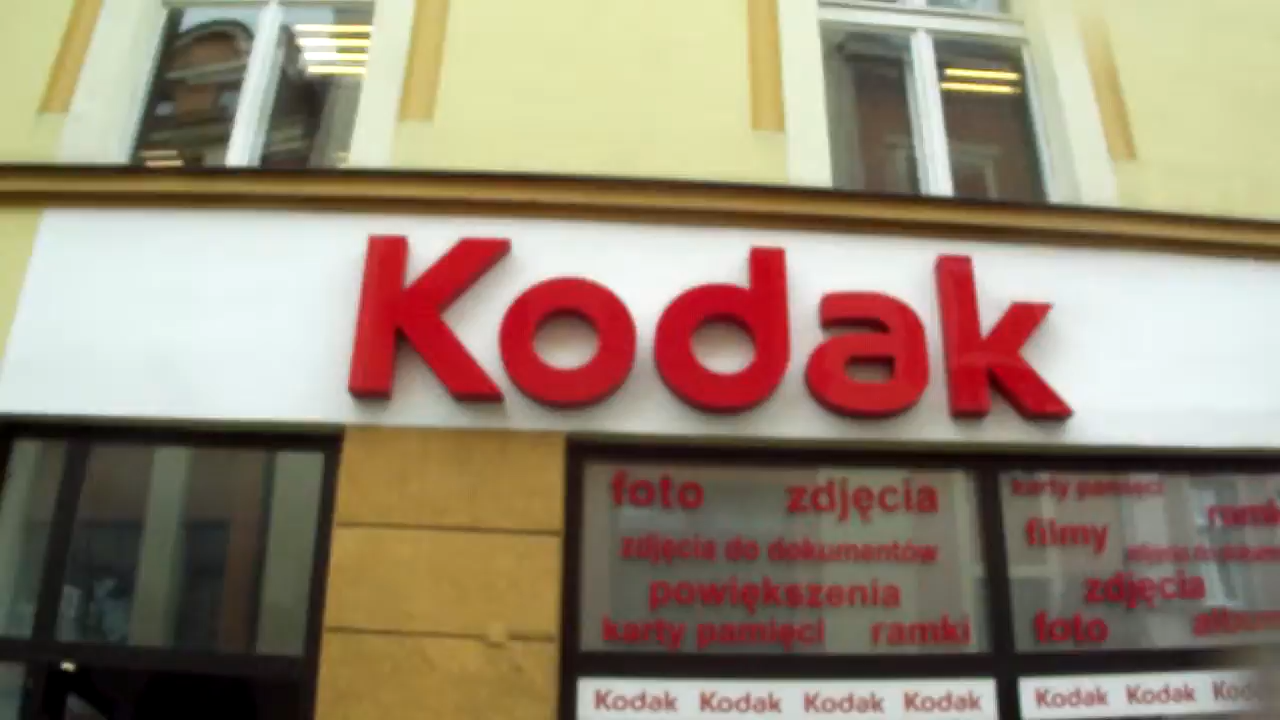 Kodak
foto zdjęcia
zdjęcia do dokumentów
powiększenia
karty pamięci ramki
karty pamięci
filmy
zdjęcia
foto
Kodak Kodak Kodak Kodak
Kodak Kodak